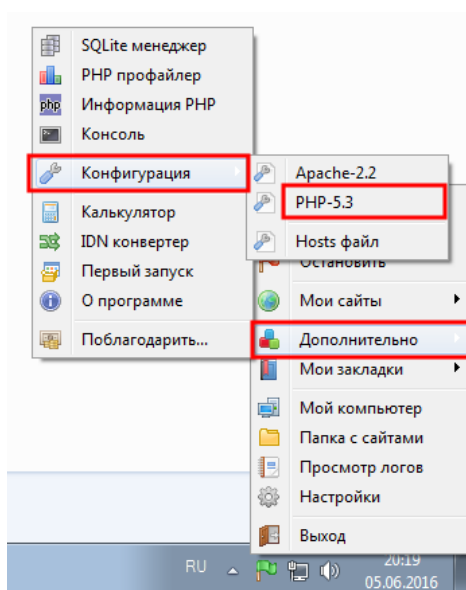 SQLite менеджер
PHP профайлер
php Информация PHP
Консоль
Конфигурация
Калькулятор
IDN конвертер
Первый запуск
О программе
Поблагодарить...
Apache-2.2
PHP-5.3
Hosts файл
Остановить
Мои сайты
Дополнительно
Мои закладки
Мой компьютер
Папка с сайтами
Просмотр логов
Настройки
Выход
RU
20:19
05.06.2016